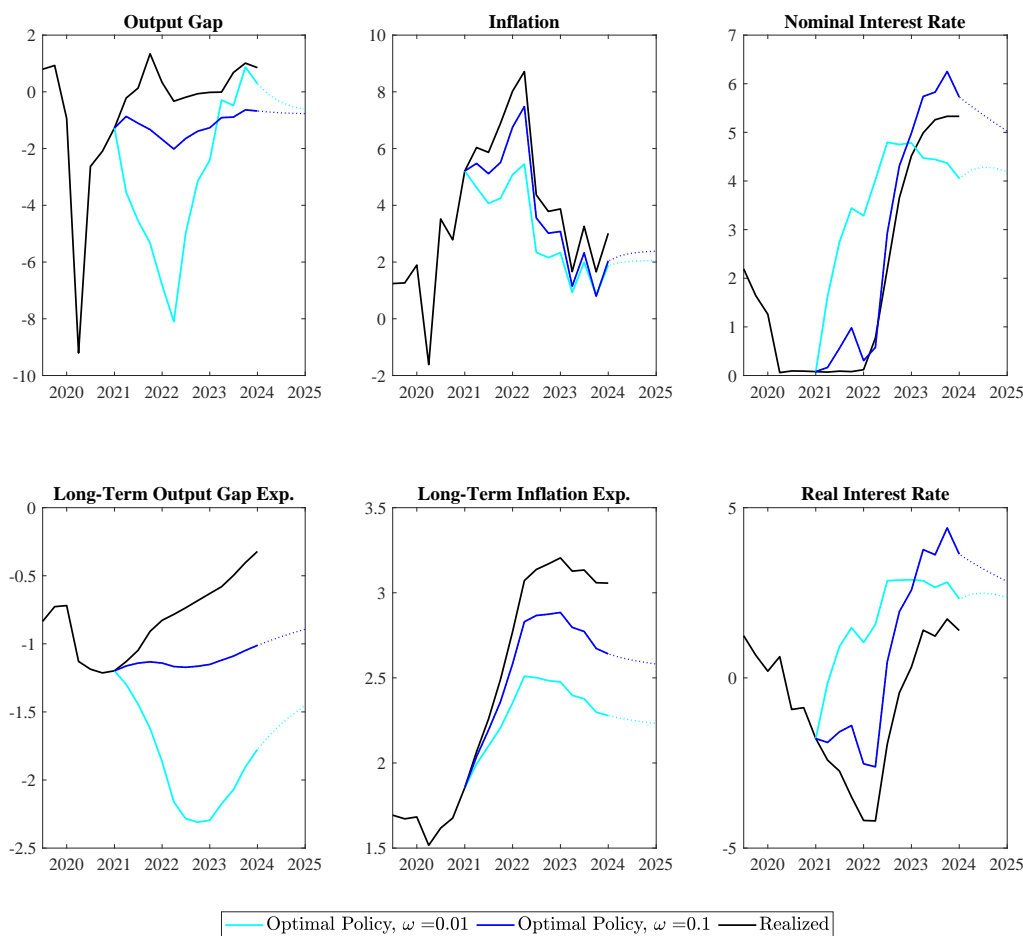 Output Gap
2
0
-2
-4
-6
-8
-10
2020 2021 2022 2023 2024 2025
Inflation
10
8
6
4
2
0
-2
2020 2021 2022 2023 2024 2025
Nominal Interest Rate
7
6
5
4
3
2
1
0
2020 2021 2022 2023 2024 2025
Long-Term Output Gap Exp.
0
-0.5
-1
-1.5
-2
-2.5
2020 2021 2022 2023 2024 2025
Long-Term Inflation Exp.
3.5
3
2.5
2
1.5
2020 2021 2022 2023 2024 2025
Real Interest Rate
5
0
-5
2020 2021 2022 2023 2024 2025
Optimal Policy, ω =0.01 Optimal Policy, ω =0.1 Realized